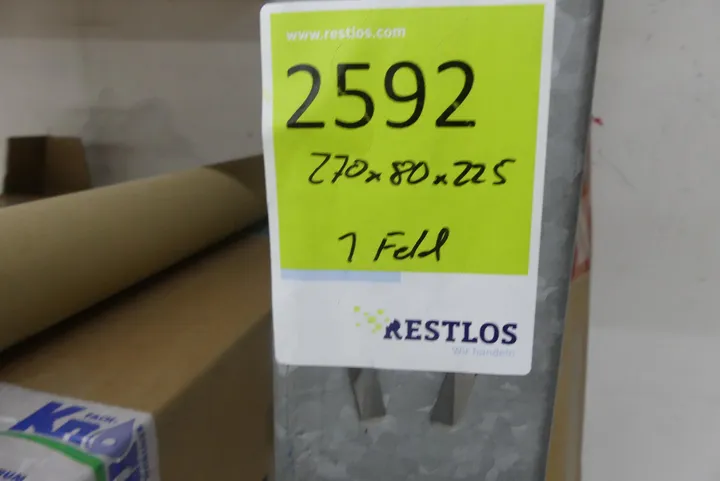 www.restlos.com
2592
270x80x225
1 Feld
RESTLOS
Wir handeln!